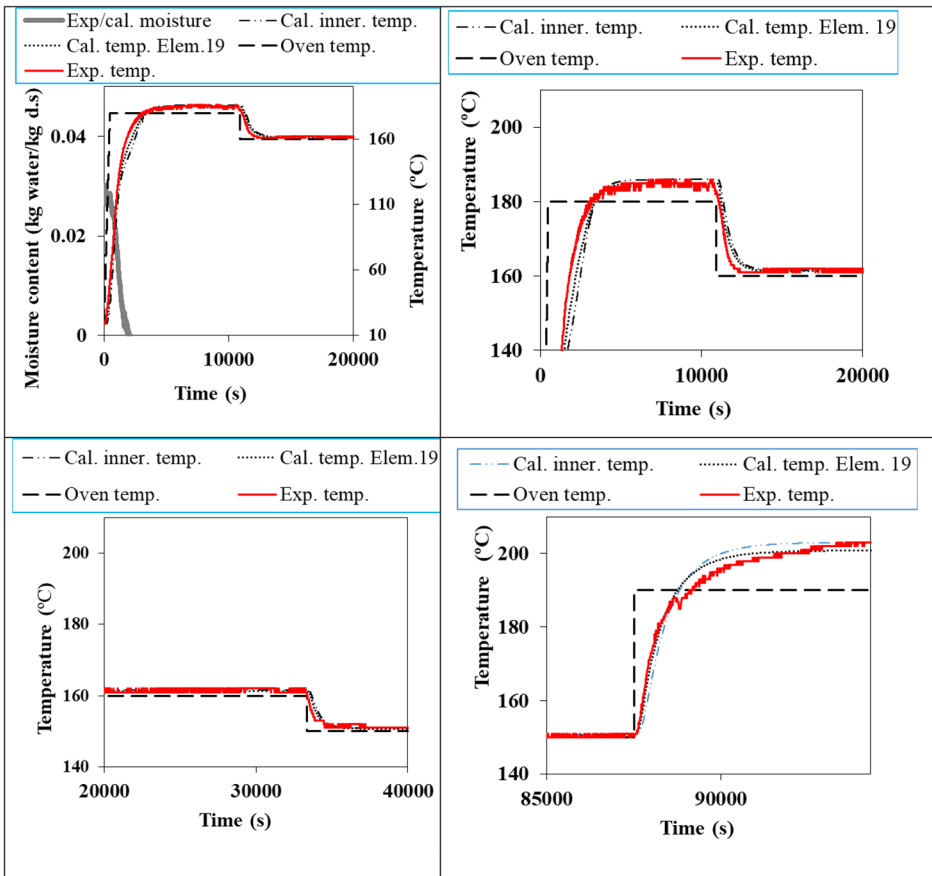 Exp/cal. moisture
Cal. inner. temp.
Cal. temp. Elem.19
Oven temp.
Exp. temp.
Moisture content (kg water/kg d.s)
0.04
0.02
0
160
110
60
10
Temperature (ºC)
0
10000
20000
Time (s)
Cal. inner. temp.
Cal. temp. Elem. 19
Oven temp.
Exp. temp.
Temperature (ºC)
200
180
160
140
0
10000
20000
Time (s)
Cal. inner. temp.
Cal. temp. Elem.19
Oven temp.
Exp. temp.
Temperature (ºC)
200
180
160
140
20000
30000
40000
Time (s)
Cal. inner. temp.
Cal. temp. Elem. 19
Oven temp.
Exp. temp.
Temperature (ºC)
200
180
160
140
85000
90000
Time (s)